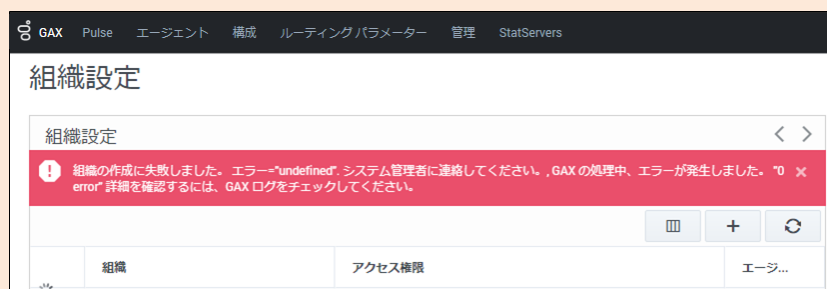 GAX Pulse エージェント 構成 ルーティング パラメーター 管理 StatServers
組織設定
組織設定
組織の作成に失敗しました。 エラー="undefined". システム管理者に連絡してください。, GAX の処理中、エラーが発生しました。 "0
error" 詳細を確認するには、GAX ログをチェックしてください。
組織 アクセス権限 エージ...